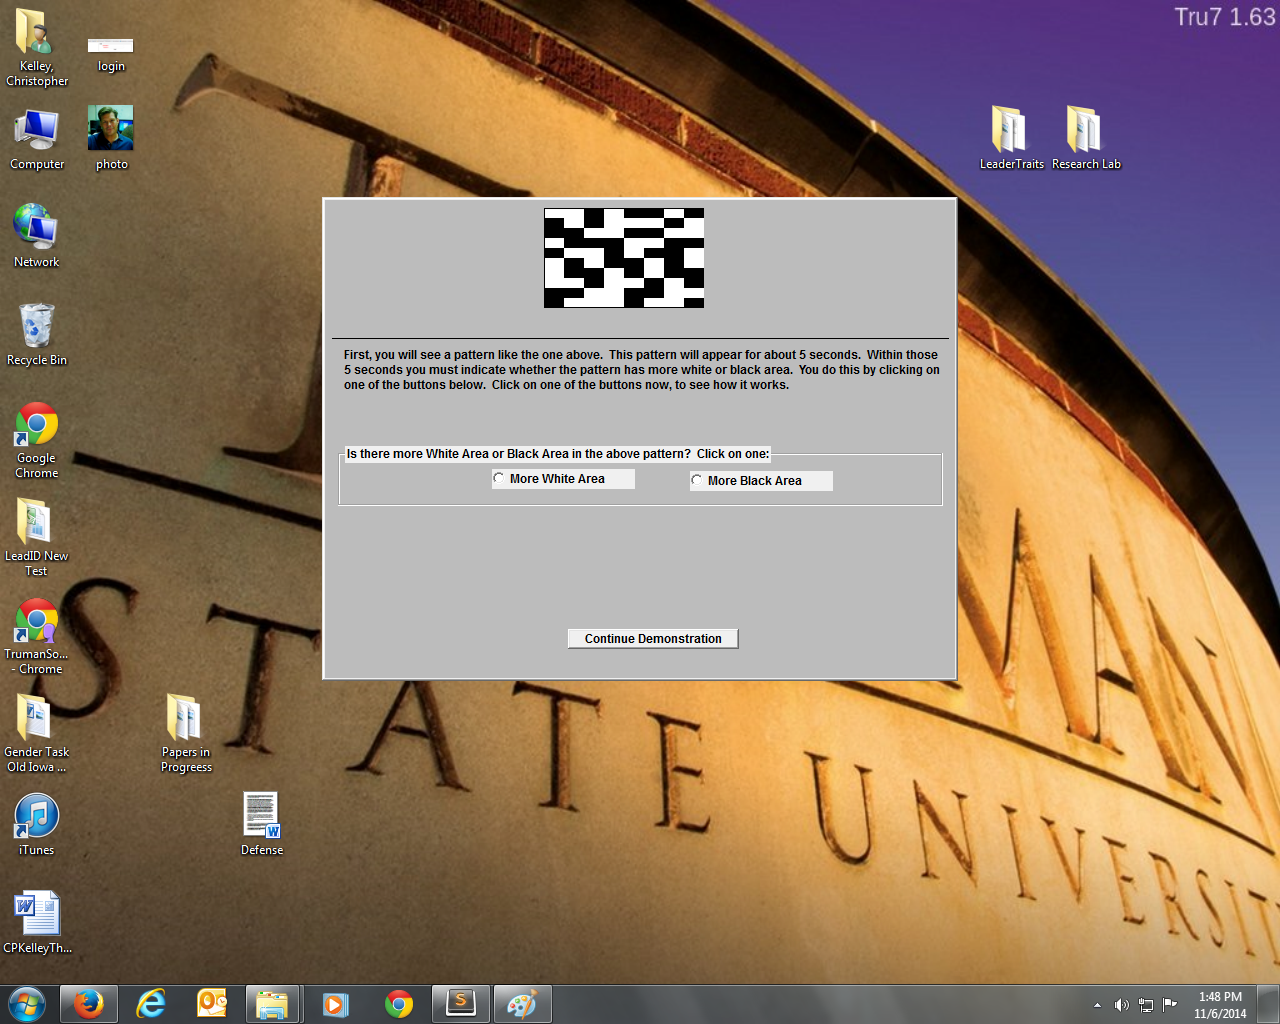 Tru7 1.63
Kelley,
Christopher
login
Computer
photo
LeaderTraits
Research Lab
Network
Recycle Bin
First, you will see a pattern like the one above. This pattern will appear for about 5 seconds. Within those
5 seconds you must indicate whether the pattern has more white or black area. You do this by clicking on
one of the buttons below. Click on one of the buttons now, to see how it works.
Google
Chrome
Is there more White Area or Black Area in the above pattern? Click on one:
More White Area
More Black Area
LeadID New
Test
TrumanSo...
- Chrome
Continue Demonstration
Gender Task
Old Iowa ...
Papers in
Progreess
iTunes
Defense
CPKelleyTh...
MAN
STATE UNIVERSIT
1:48 PM
11/6/2014